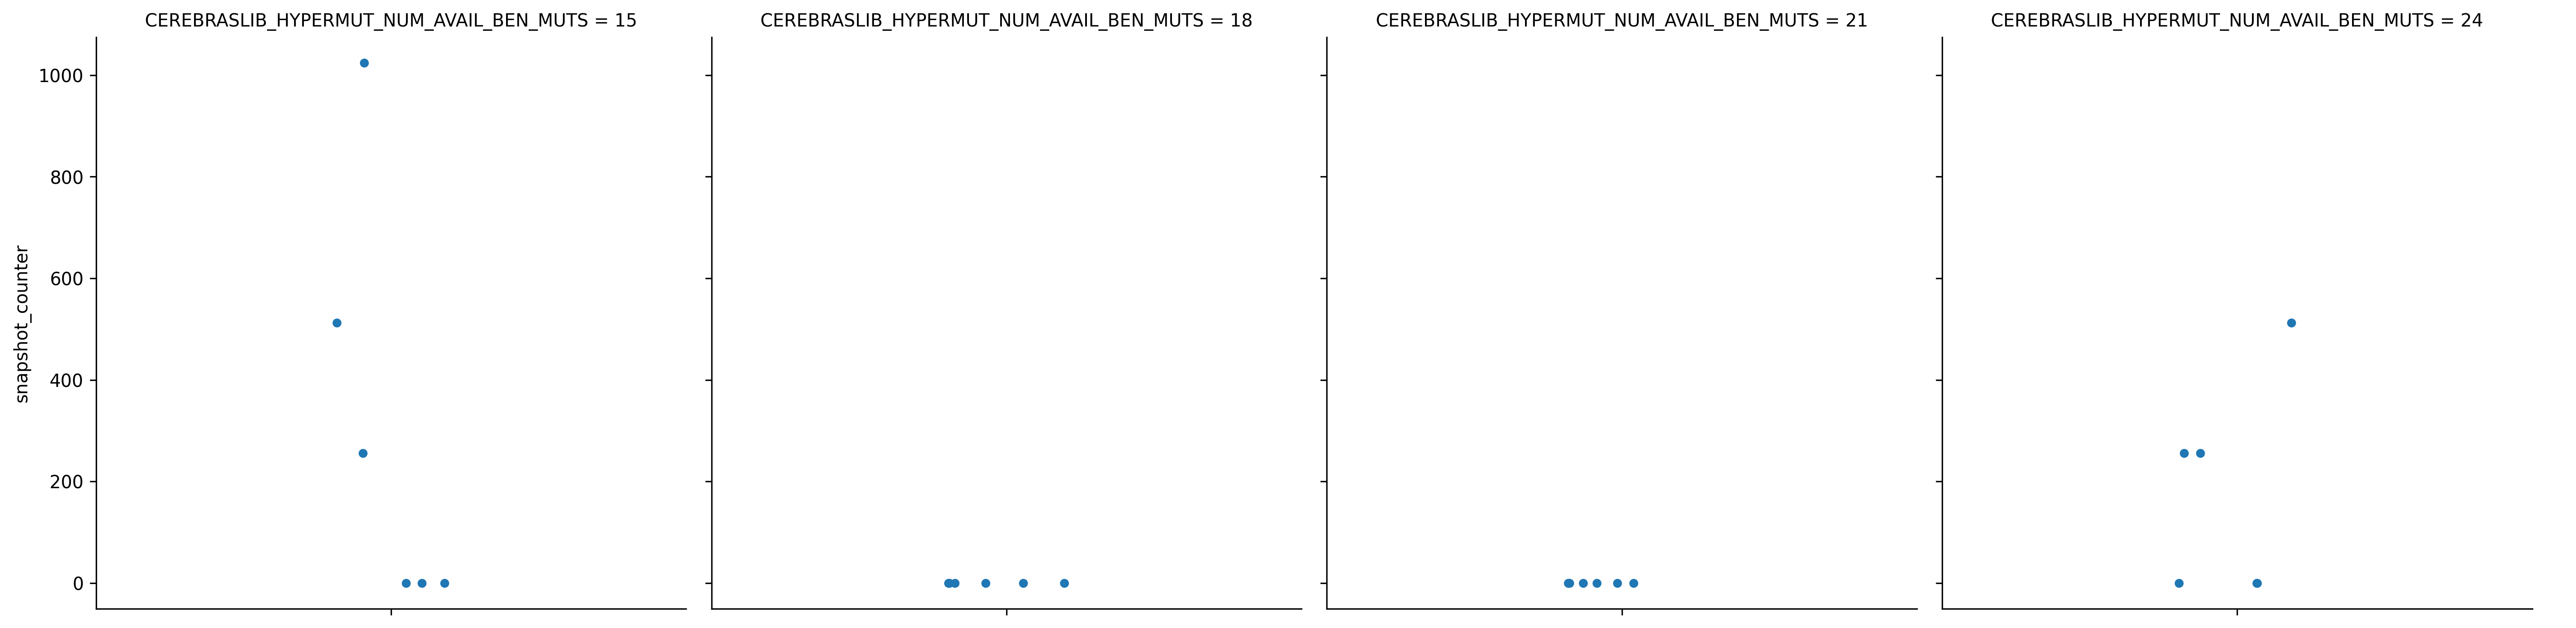 CEREBRASLIB_HYPERMUT_NUM_AVAIL_BEN_MUTS = 15
CEREBRASLIB_HYPERMUT_NUM_AVAIL_BEN_MUTS = 18
CEREBRASLIB_HYPERMUT_NUM_AVAIL_BEN_MUTS = 21
CEREBRASLIB_HYPERMUT_NUM_AVAIL_BEN_MUTS = 24
snapshot_counter
1000
800
600
400
200
0